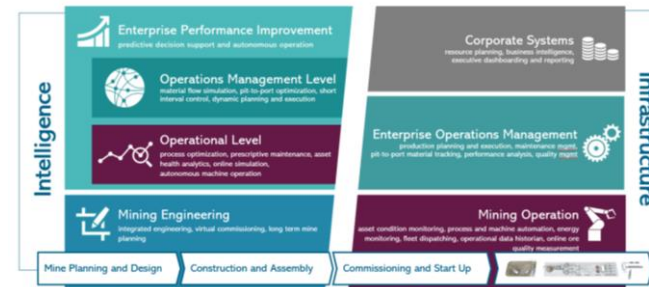 Intelligence
Enterprise Performance Improvement
predictive decision support and autonomous operation
Operations Management Level
material flow simulation, pit-to-port optimization, short
interval control, dynamic planning and execution
Operational Level
process optimization, prescriptive maintenance, asset
health analytics, online simulation,
autonomous machine operation
Mining Engineering
integrated engineering, virtual commissioning, long term mine
planning
Corporate Systems
resource planning, business intelligence,
executive dashboarding and reporting
Enterprise Operations Management
production planning and execution, maintenance mgmt,
pit-to-port material tracking, performance analysis, quality mgmt
Mining Operation
asset condition monitoring, process and machine automation, energy
monitoring, fleet dispatching, operational data historian, online ore
quality measurement
Infrastructure
Mine Planning and Design
Construction and Assembly
Commissioning and Start Up